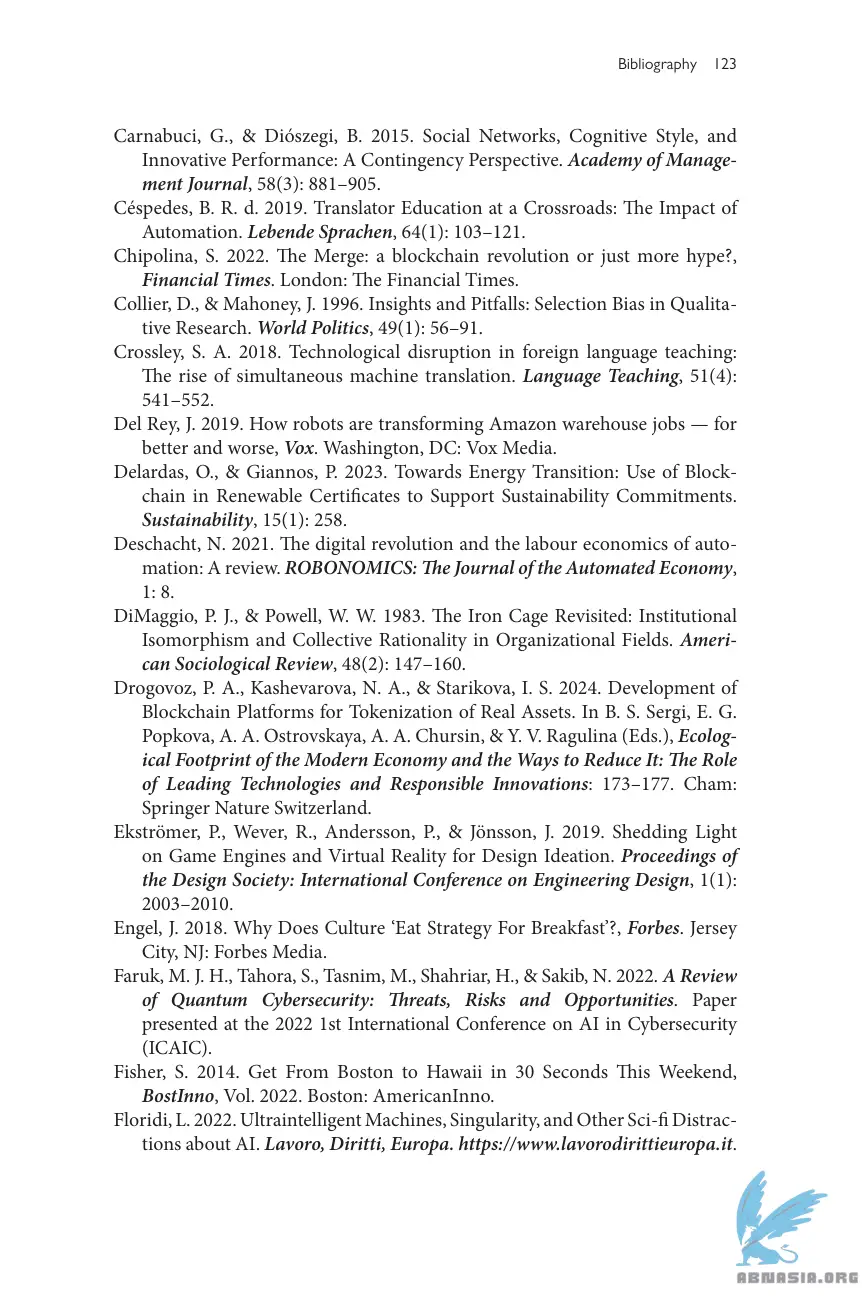 Bibliography 123
Carnabuci, G., & Diószegi, B. 2015. Social Networks, Cognitive Style, and
Innovative Performance: A Contingency Perspective. Academy of Manage-
ment Journal, 58(3): 881–905.
Céspedes, B. R. d. 2019. Translator Education at a Crossroads: The Impact of
Automation. Lebende Sprachen, 64(1): 103–121.
Chipolina, S. 2022. The Merge: a blockchain revolution or just more hype?,
Financial Times. London: The Financial Times.
Collier, D., & Mahoney, J. 1996. Insights and Pitfalls: Selection Bias in Qualita-
tive Research. World Politics, 49(1): 56–91.
Crossley, S. A. 2018. Technological disruption in foreign language teaching:
The rise of simultaneous machine translation. Language Teaching, 51(4):
541–552.
Del Rey, J. 2019. How robots are transforming Amazon warehouse jobs — for
better and worse, Vox. Washington, DC: Vox Media.
Delardas, O., & Giannos, P. 2023. Towards Energy Transition: Use of Block-
chain in Renewable Certificates to Support Sustainability Commitments.
Sustainability, 15(1): 258.
Deschacht, N. 2021. The digital revolution and the labour economics of auto-
mation: A review. ROBONOMICS: The Journal of the Automated Economy,
1: 8.
DiMaggio, P. J., & Powell, W. W. 1983. The Iron Cage Revisited: Institutional
Isomorphism and Collective Rationality in Organizational Fields. Ameri-
can Sociological Review, 48(2): 147–160.
Drogovoz, P. A., Kashevarova, N. A., & Starikova, I. S. 2024. Development of
Blockchain Platforms for Tokenization of Real Assets. In B. S. Sergi, E. G.
Popkova, A. A. Ostrovskaya, A. A. Chursin, & Y. V. Ragulina (Eds.), Ecolog-
ical Footprint of the Modern Economy and the Ways to Reduce It: The Role
of Leading Technologies and Responsible Innovations: 173–177. Cham:
Springer Nature Switzerland.
Ekströmer, P., Wever, R., Andersson, P., & Jönsson, J. 2019. Shedding Light
on Game Engines and Virtual Reality for Design Ideation. Proceedings of
the Design Society: International Conference on Engineering Design, 1(1):
2003–2010.
Engel, J. 2018. Why Does Culture ‘Eat Strategy For Breakfast’?, Forbes. Jersey
City, NJ: Forbes Media.
Faruk, M. J. H., Tahora, S., Tasnim, M., Shahriar, H., & Sakib, N. 2022. A Review
of Quantum Cybersecurity: Threats, Risks and Opportunities. Paper
presented at the 2022 1st International Conference on AI in Cybersecurity
(ICAIC).
Fisher, S. 2014. Get From Boston to Hawaii in 30 Seconds This Weekend,
BostInno, Vol. 2022. Boston: AmericanInno.
Floridi, L. 2022. Ultraintelligent Machines, Singularity, and Other Sci-fi Distrac-
tions about AI. Lavoro, Diritti, Europa. https://www.lavorodirittieuropa.it.
ABNASIA.ORG